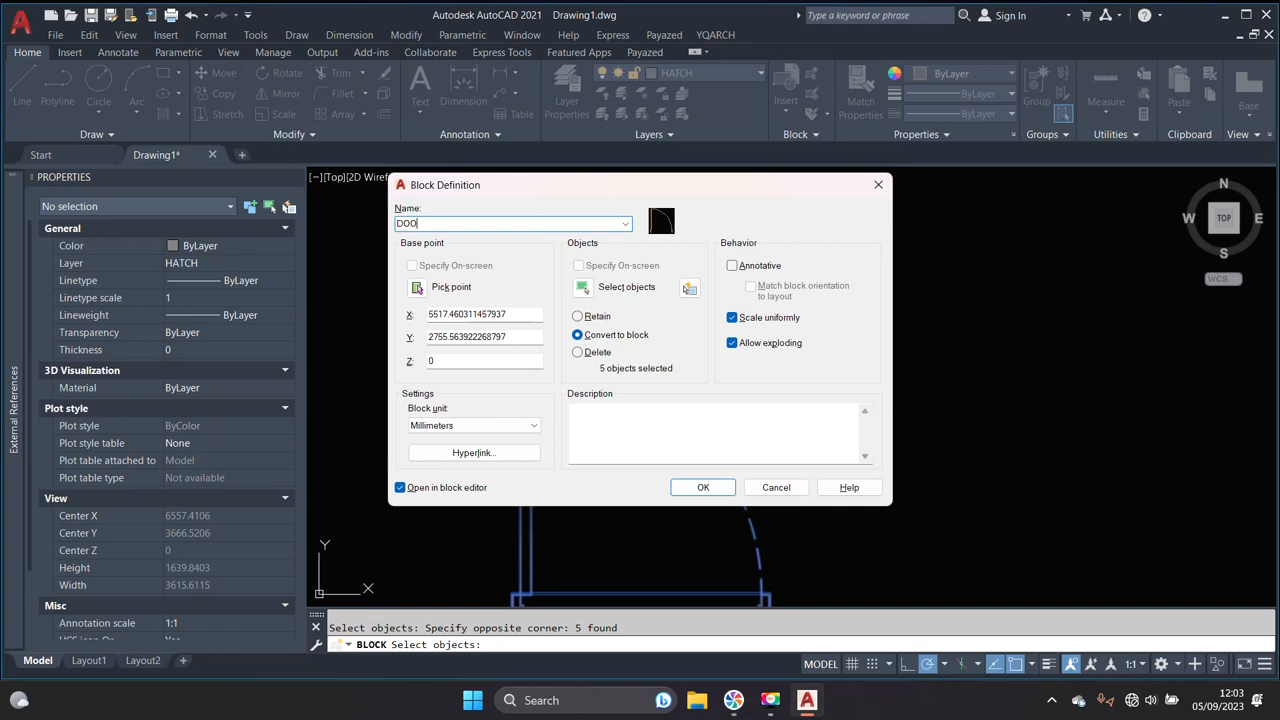 Autodesk AutoCAD 2021 Drawing1.dwg
Type a keyword or phrase
Sign In
File Edit View Insert Format Tools Draw Dimension Modify Parametric Window Help Express Payazed YQARCH
Home Insert Annotate Parametric View Manage Output Add-ins Collaborate Express Tools Featured Apps Payazed
Move Rotate Trim
HATCH
ByLayer
Copy Mirror Fillet
Line Polyline Circle Arc Text Dimension Layer Properties Insert Match Properties Group Measure Paste Base
ByLayer
Stretch Scale Array
ByLayer
Draw Modify Annotation Layers Block Properties Groups Utilities Clipboard View
Start Drawing1*
PROPERTIES
No selection
General
Color ByLayer
Layer HATCH
Linetype ByLayer
Linetype scale 1
Lineweight ByLayer
Transparency ByLayer
Thickness 0
3D Visualization
Material ByLayer
Plot style
Plot style ByColor
Plot style table None
Plot table attached to Model
Plot table type Not available
View
Center X 6557.4106
Center Y 3666.5206
Center Z 0
Height 1639.8403
Width 3615.6115
Misc
Annotation scale 1:1
External References
[−][Top][2D Wiref
N
W TOP E
S
WCS
Block Definition
Name:
DOO
Base point
Specify On-screen
Pick point
X: 5517.460311457937
Y: 2755.563922268797
Z: 0
Objects
Specify On-screen
Select objects
Retain
Convert to block
Delete
5 objects selected
Behavior
Annotative
Match block orientation
to layout
Scale uniformly
Allow exploding
Settings
Block unit:
Millimeters
Hyperlink...
Description
Open in block editor
OK Cancel Help
Y
X
Select objects: Specify opposite corner: 5 found
BLOCK Select objects:
Model Layout1 Layout2
MODEL
1:1
Search
12:03
05/09/2023